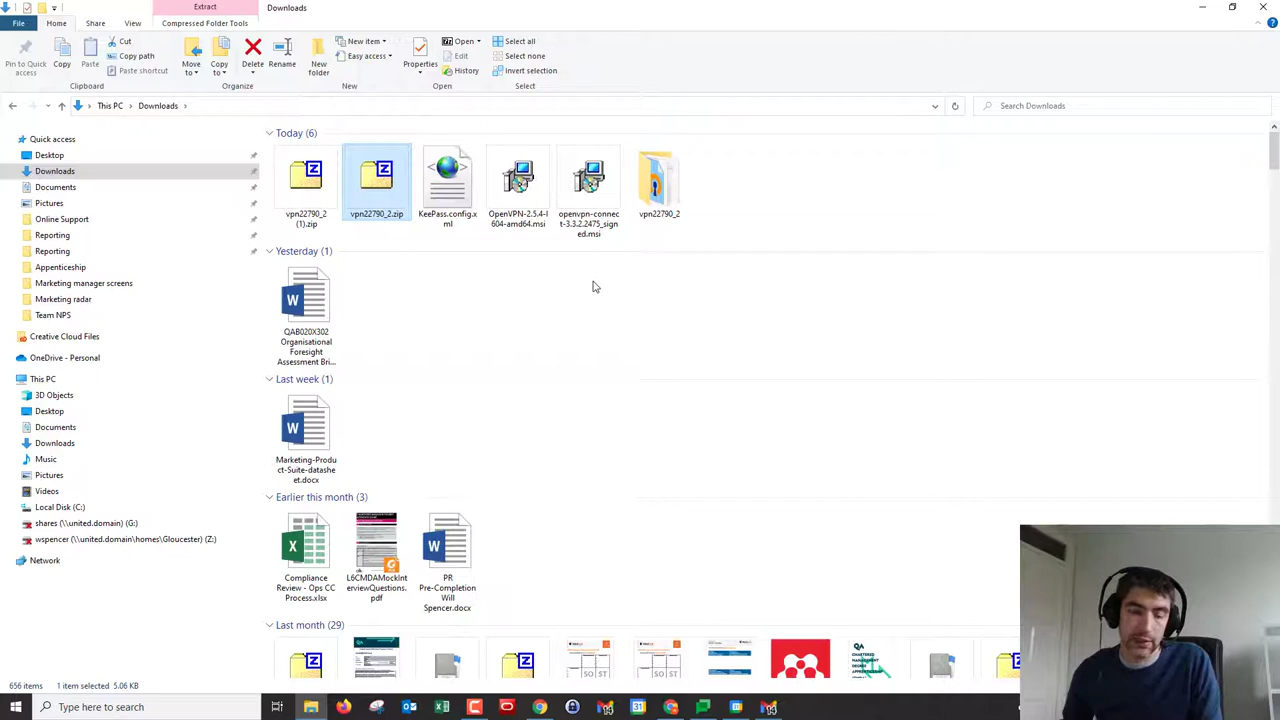 Extract
Downloads
File
Home
Share
View
Compressed Folder Tools
Pin to Quick access
Copy
Paste
Cut
Copy path
Paste shortcut
Clipboard
Move to
Copy to
Delete
Rename
Organize
New folder
New item
Easy access
New
Properties
Open
Edit
History
Open
Select all
Select none
Invert selection
Select
This PC
Downloads
Search Downloads
Quick access
Desktop
Downloads
Documents
Pictures
Online Support
Reporting
Reporting
Apprenticeship
Marketing manager screens
Marketing radar
Team NPS
Creative Cloud Files
OneDrive - Personal
This PC
3D Objects
Desktop
Documents
Downloads
Music
Pictures
Videos
Local Disk (C:)
shares (\\united.domain) (G:)
wspencer (\\united.domain\homes\Gloucester) (Z:)
Network
Today (6)
vpn22790_2
(1).zip
vpn22790_2.zip
KeePass.config.x
ml
OpenVPN-2.5.4-I
604-amd64.msi
openvpn-connec
t-3.3.2.2475_sign
ed.msi
vpn22790_2
Yesterday (1)
QAB020X302
Organisational
Foresight
Assessment Bri...
Last week (1)
Marketing-Produ
ct-Suite-datashe
et.docx
Earlier this month (3)
Compliance
Review - Ops CC
Process.xlsx
L6CMDAMockInt
erviewQuestions.
pdf
PR
Pre-Completion
Will
Spencer.docx
Last month (29)
656 items
1 item selected 5.06 KB
Type here to search